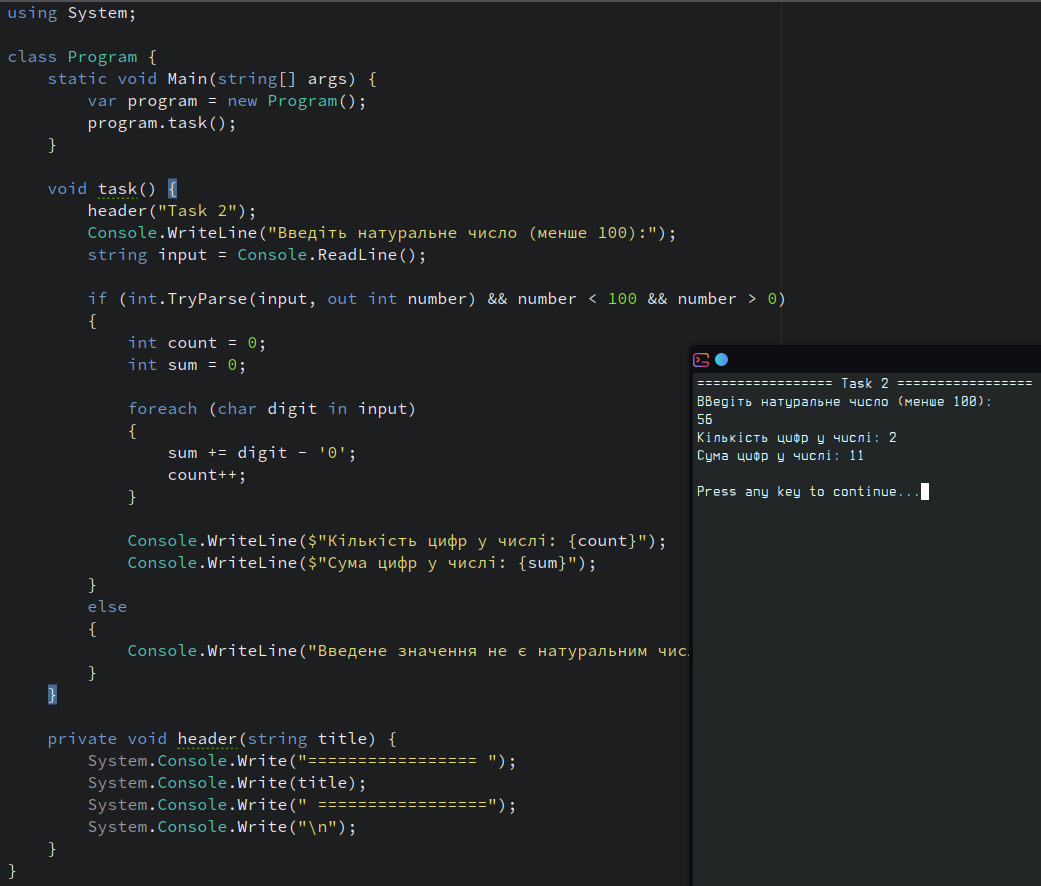 using System;
class Program {
    static void Main(string[] args) {
        var program = new Program();
        program.task();
    }
    void task() {
        header("Task 2");
        Console.WriteLine("Введіть натуральне число (менше 100):");
        string input = Console.ReadLine();
        if (int.TryParse(input, out int number) && number < 100 && number > 0)
        {
            int count = 0;
            int sum = 0;
            foreach (char digit in input)
            {
                sum += digit - '0';
                count++;
            }
            Console.WriteLine($"Кількість цифр у числі: {count}");
            Console.WriteLine($"Сума цифр у числі: {sum}");
        }
        else
        {
            Console.WriteLine("Введене значення не є натуральним
        }
    }
    private void header(string title) {
        System.Console.Write("================= ");
        System.Console.Write(title);
        System.Console.Write(" =================");
        System.Console.Write("\n");
    }
}
================= Task 2 =================
Введіть натуральне число (менше 100):
56
Кількість цифр у числі: 2
Сума цифр у числі: 11
Press any key to continue...